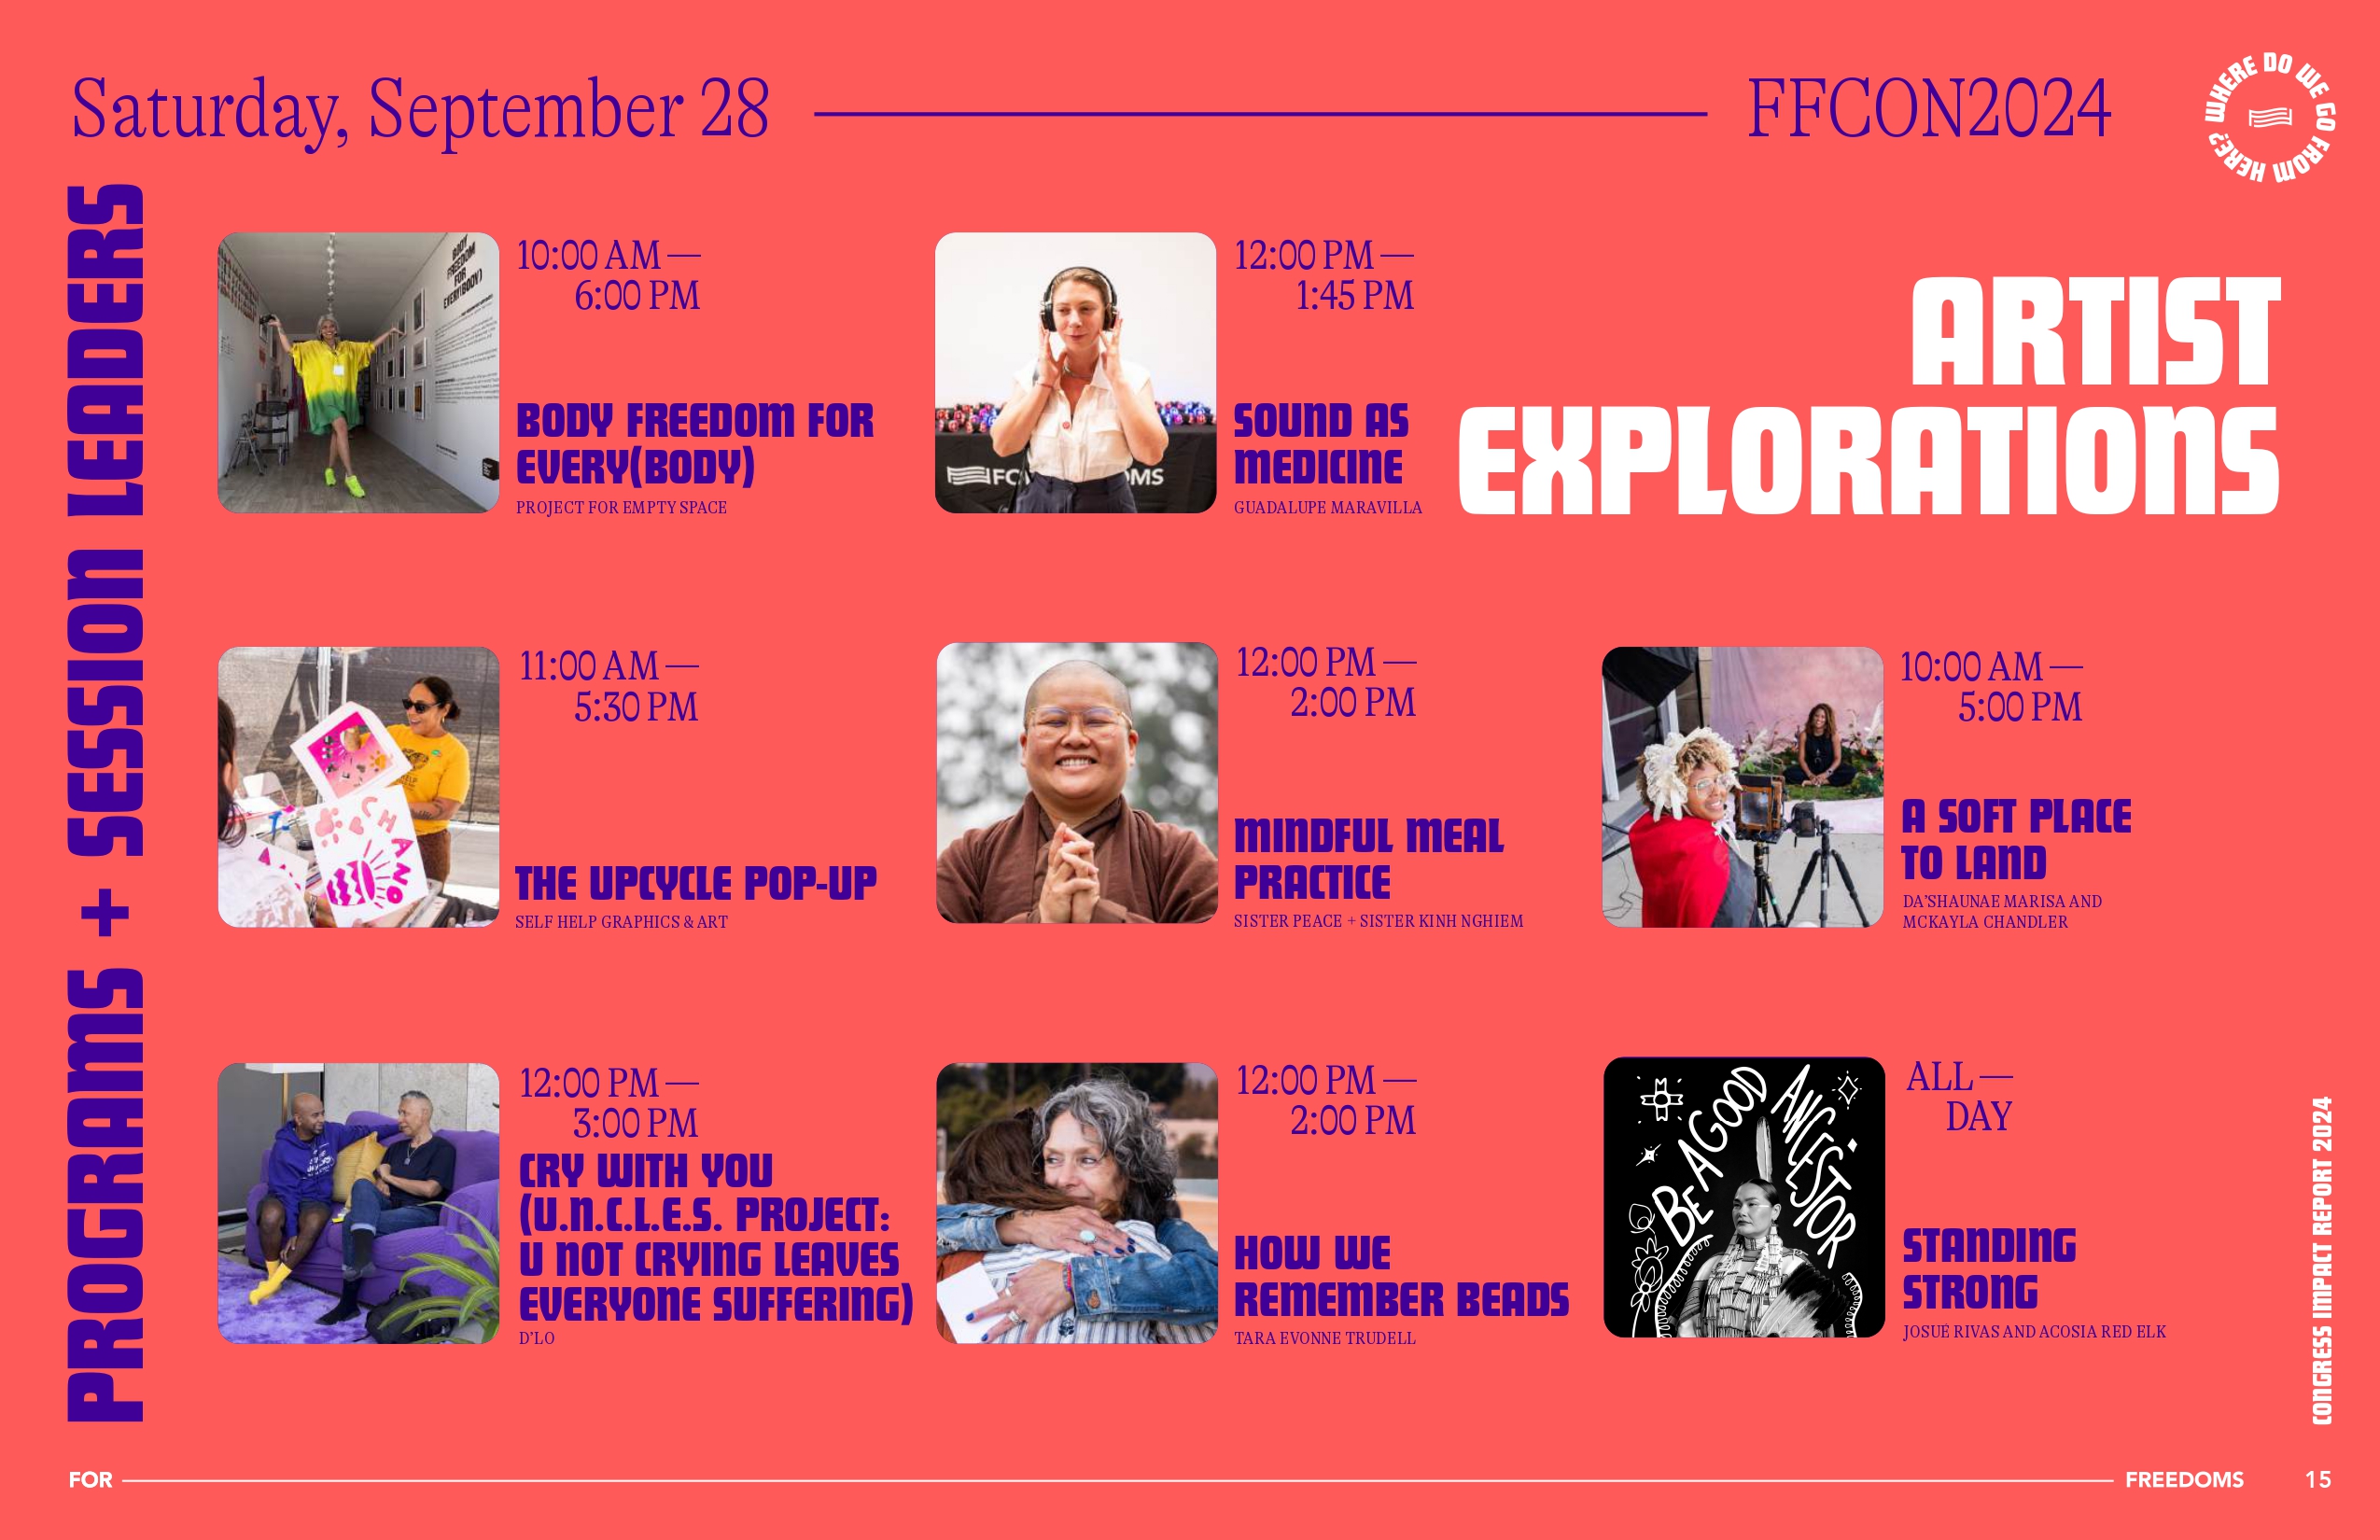 Saturday, September 28
FFCON2024
WHERE DO WE GO FROM HERE?
PROGRAMS + SESSION LEADERS
ARTIST
EXPLORATIONS
10:00 AM —
6:00 PM
BODY FREEDOM FOR
EVERY(BODY)
PROJECT FOR EMPTY SPACE
BODY
FREEDOM
FOR
EVERY(BODY)
12:00 PM —
1:45 PM
SOUND AS
MEDICINE
GUADALUPE MARAVILLA
11:00 AM —
5:30 PM
THE UPCYCLE POP-UP
SELF HELP GRAPHICS & ART
12:00 PM —
2:00 PM
MINDFUL MEAL
PRACTICE
SISTER PEACE + SISTER KINH NGHIEM
10:00 AM —
5:00 PM
A SOFT PLACE
TO LAND
DA'SHAUNAE MARISA AND
MCKAYLA CHANDLER
12:00 PM —
3:00 PM
CRY WITH YOU
(U.N.C.L.E.S. PROJECT:
U NOT CRYING LEAVES
EVERYONE SUFFERING)
D'LO
12:00 PM —
2:00 PM
HOW WE
REMEMBER BEADS
TARA EVONNE TRUDELL
BE A GOOD ANCESTOR
ALL —
DAY
STANDING
STRONG
JOSUÉ RIVAS AND ACOSIA RED ELK
CONGRESS IMPACT REPORT 2024
FOR
FREEDOMS
15